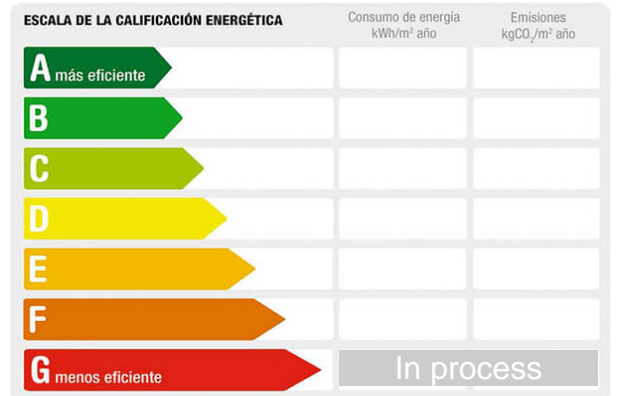 ESCALA DE LA CALIFICACIÓN ENERGÉTICA
Consumo de energía
kWh/m² año
Emisiones
kgCO₂/m² año
A más eficiente
B
C
D
E
F
G menos eficiente
In process